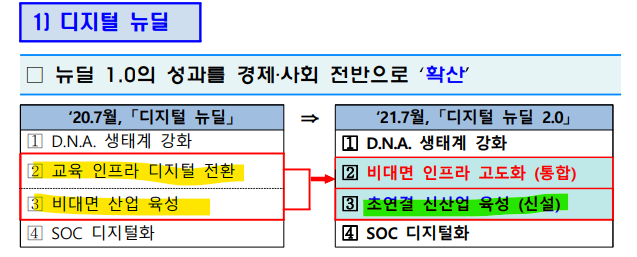 1) 디지털 뉴딜
□ 뉴딜 1.0의 성과를 경제·사회 전반으로 ‘확산’
‘20.7월, 「디지털 뉴딜」 ⇒ ‘21.7월, 「디지털 뉴딜 2.0」
1 D.N.A. 생태계 강화
2 교육 인프라 디지털 전환
3 비대면 산업 육성
4 SOC 디지털화
1 D.N.A. 생태계 강화
2 비대면 인프라 고도화 (통합)
3 초연결 신산업 육성 (신설)
4 SOC 디지털화